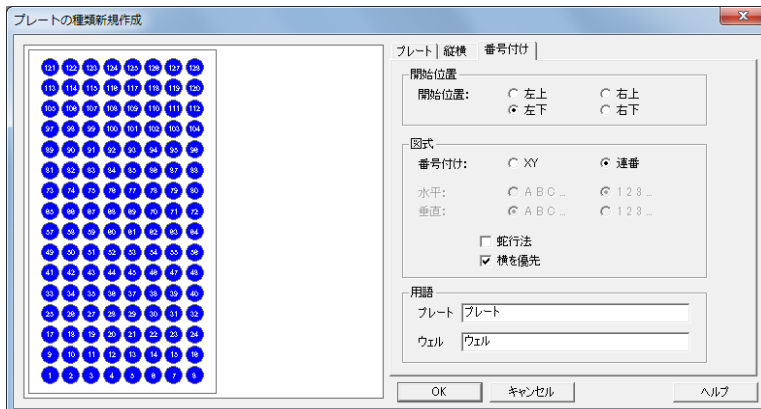 プレートの種類新規作成
プレート 縦横 番号付け
開始位置
開始位置: 左上 右上
左下 右下
図式
番号付け: XY 連番
水平: A B C ... 1 2 3 ...
垂直: A B C ... 1 2 3 ...
蛇行法
横を優先
用語
プレート プレート
ウェル ウェル
OK キャンセル ヘルプ
121 122 123 124 125 126 127 128
113 114 115 116 117 118 119 120
105 106 107 108 109 110 111 112
97 98 99 100 101 102 103 104
89 90 91 92 93 94 95 96
81 82 83 84 85 86 87 88
73 74 75 76 77 78 79 80
65 66 67 68 69 70 71 72
57 58 59 60 61 62 63 64
49 50 51 52 53 54 55 56
41 42 43 44 45 46 47 48
33 34 35 36 37 38 39 40
25 26 27 28 29 30 31 32
17 18 19 20 21 22 23 24
9 10 11 12 13 14 15 16
1 2 3 4 5 6 7 8